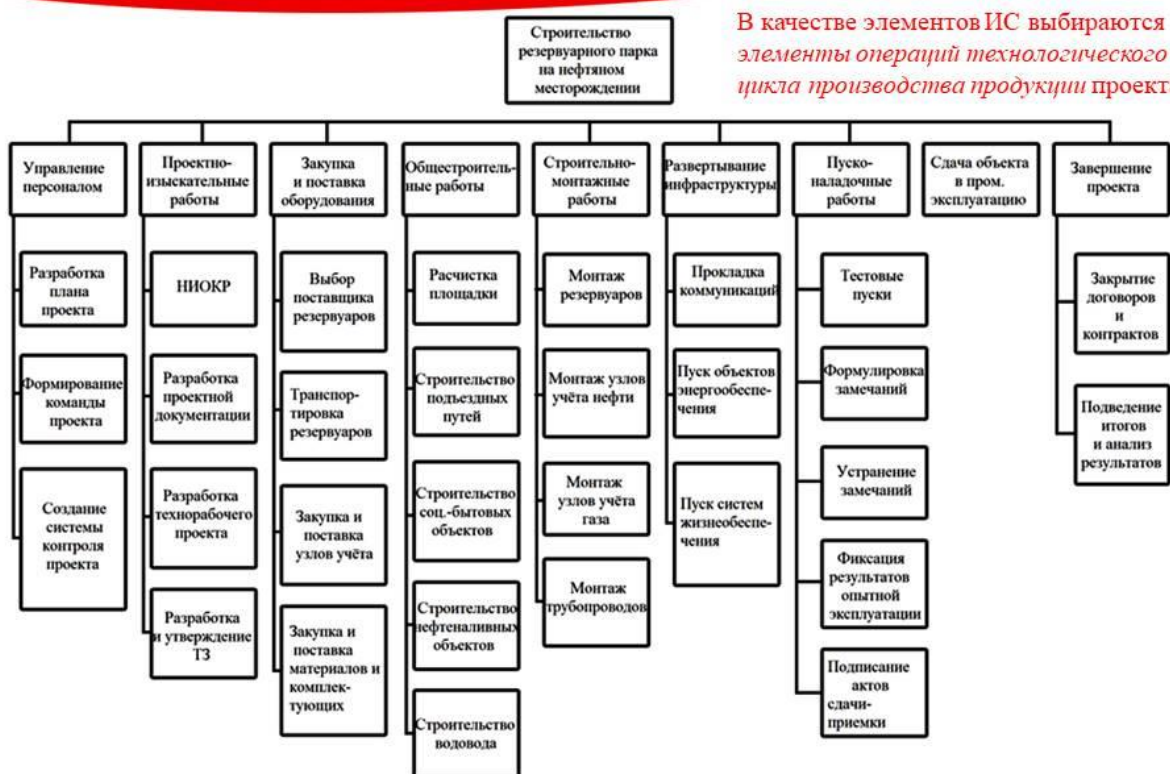 В качестве элементов ИС выбираются
элементы операций технологического
цикла производства продукции проект
Строительство
резервуарного парка
на нефтяном
месторождении
Управление
персоналом
Проектно-
изыскательные
работы
Закупка
и поставка
оборудования
Общестроитель-
ные работы
Строительно-
монтажные
работы
Развертывание
инфраструктуры
Пуско-
наладочные
работы
Сдача объекта
в пром.
эксплуатацию
Завершение
проекта
Разработка
плана
проекта
Формирование
команды
проекта
Создание
системы
контроля
проекта
НИОКР
Разработка
проектной
документации
Разработка
технорабочего
проекта
Разработка
и утверждение
ТЗ
Выбор
поставщика
резервуаров
Транспор-
тировка
резервуаров
Закупка и
поставка
узлов учёта
Закупка и
поставка
материалов и
комплек-
тующих
Расчистка
площадки
Строительство
подъездных
путей
Строительство
соц.-бытовых
объектов
Строительство
нефтеналивных
объектов
Строительство
водовода
Монтаж
резервуаров
Монтаж узлов
учёта нефти
Монтаж
узлов учёта
газа
Монтаж
трубопроводов
Прокладка
коммуникаций
Пуск объектов
энергообеспе-
чения
Пуск систем
жизнеобеспе-
чения
Тестовые
пуски
Формулировка
замечаний
Устранение
замечаний
Фиксация
результатов
опытной
эксплуатации
Подписание
актов
сдачи-
приемки
Закрытие
договоров
и
контрактов
Подведение
итогов
и анализ
результатов